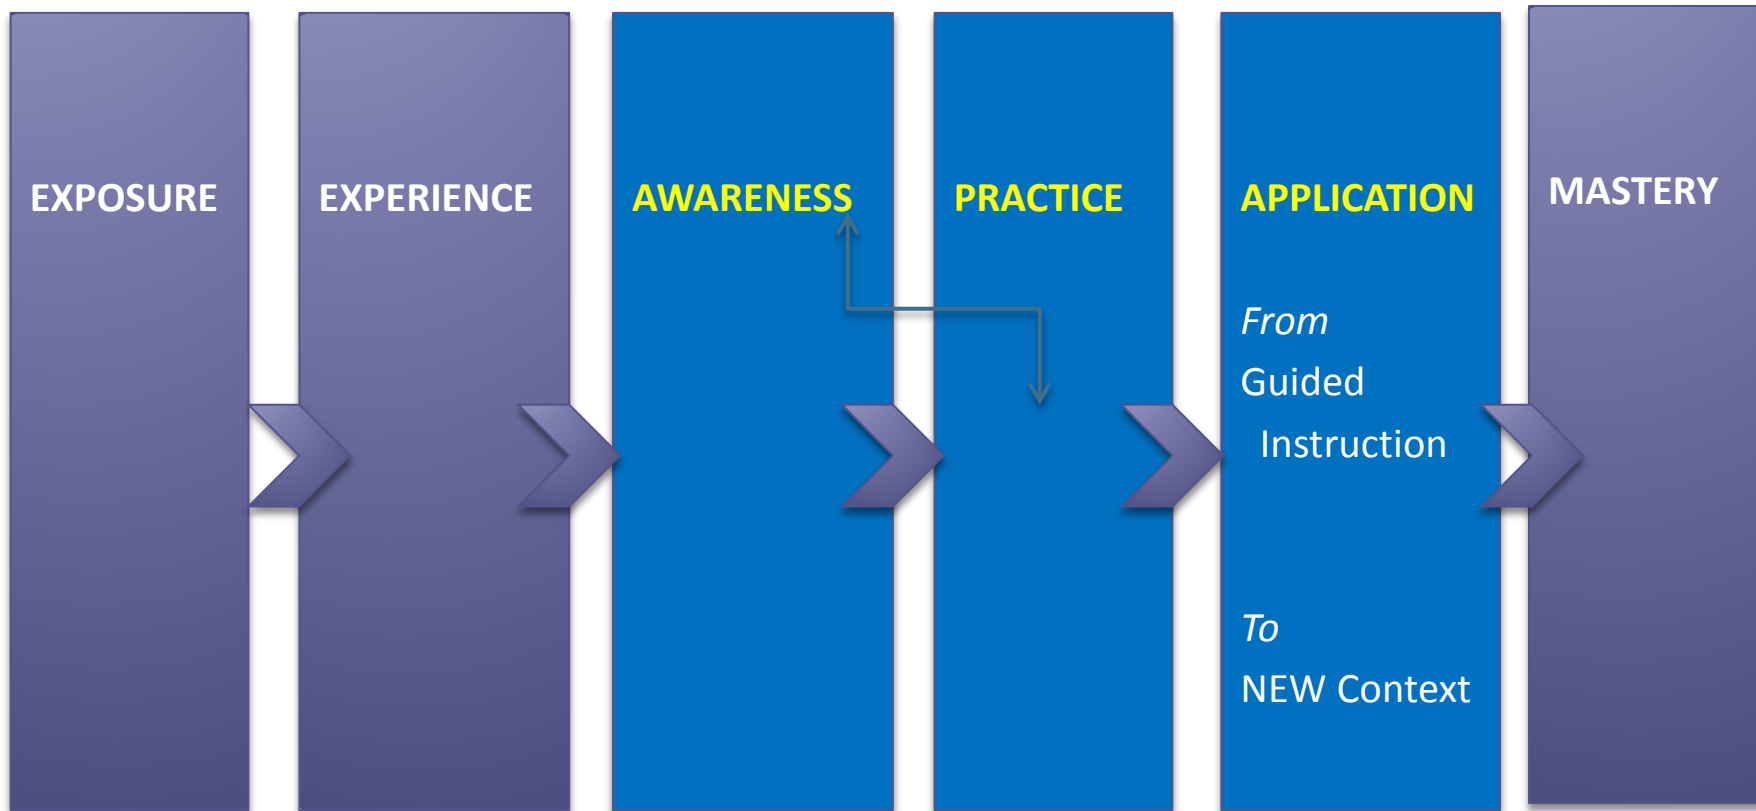 EXPOSURE
EXPERIENCE
AWARENESS
PRACTICE
APPLICATION
From
Guided
Instruction
To
NEW Context
MASTERY